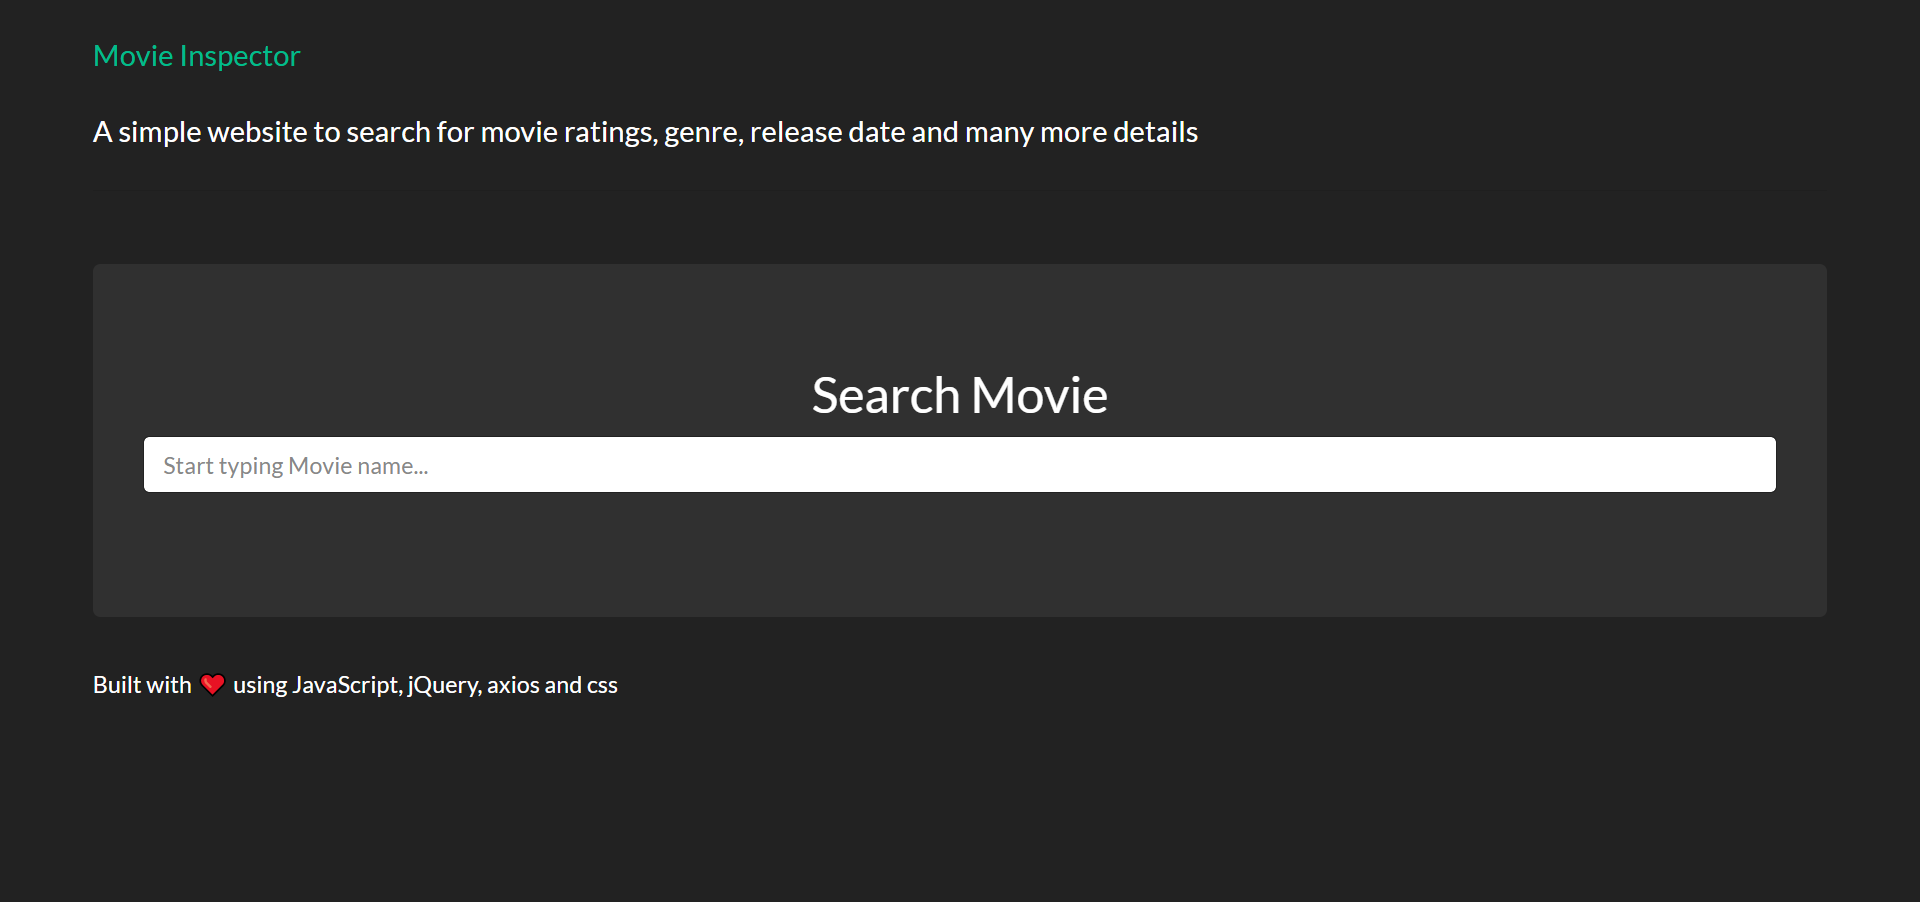 Movie Inspector
A simple website to search for movie ratings, genre, release date and many more details
Search Movie
Start typing Movie name...
Built with ❤️ using JavaScript, jQuery, axios and css